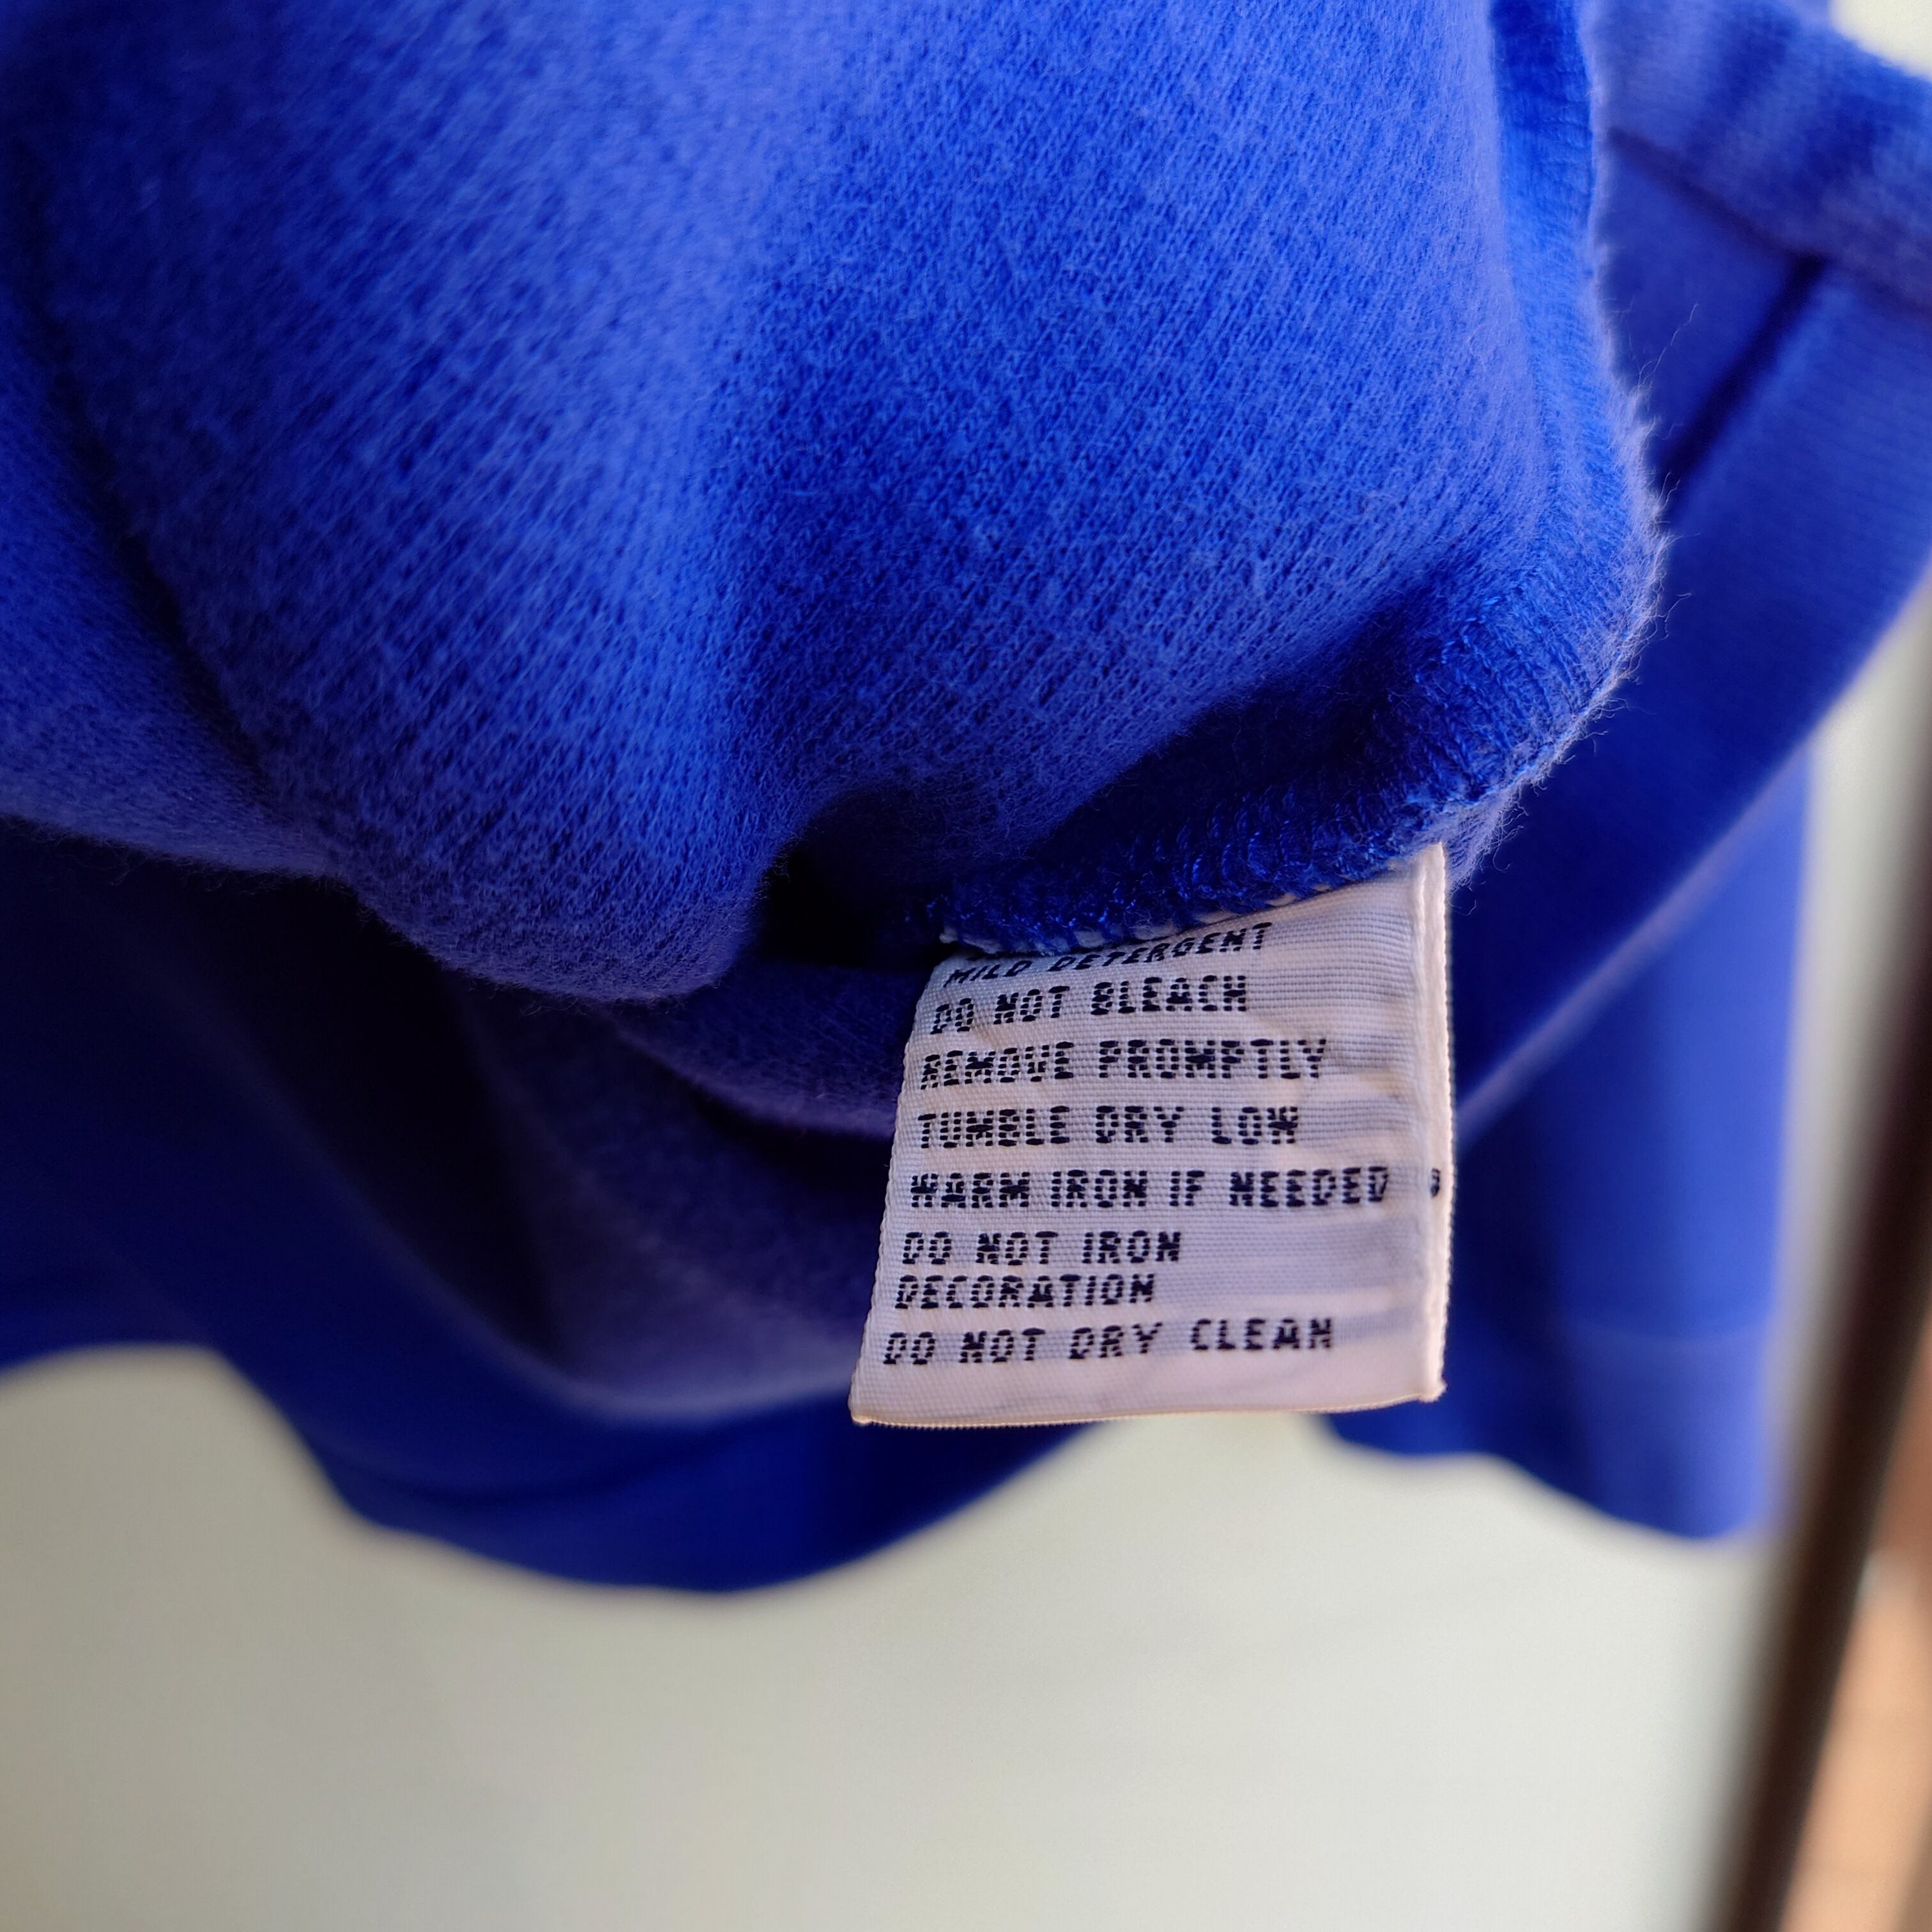 MILD DETERGENT
DO NOT BLEACH
REMOVE PROMPTLY
TUMBLE DRY LOW
WARM IRON IF NEEDED
DO NOT IRON
DECORATION
DO NOT DRY CLEAN